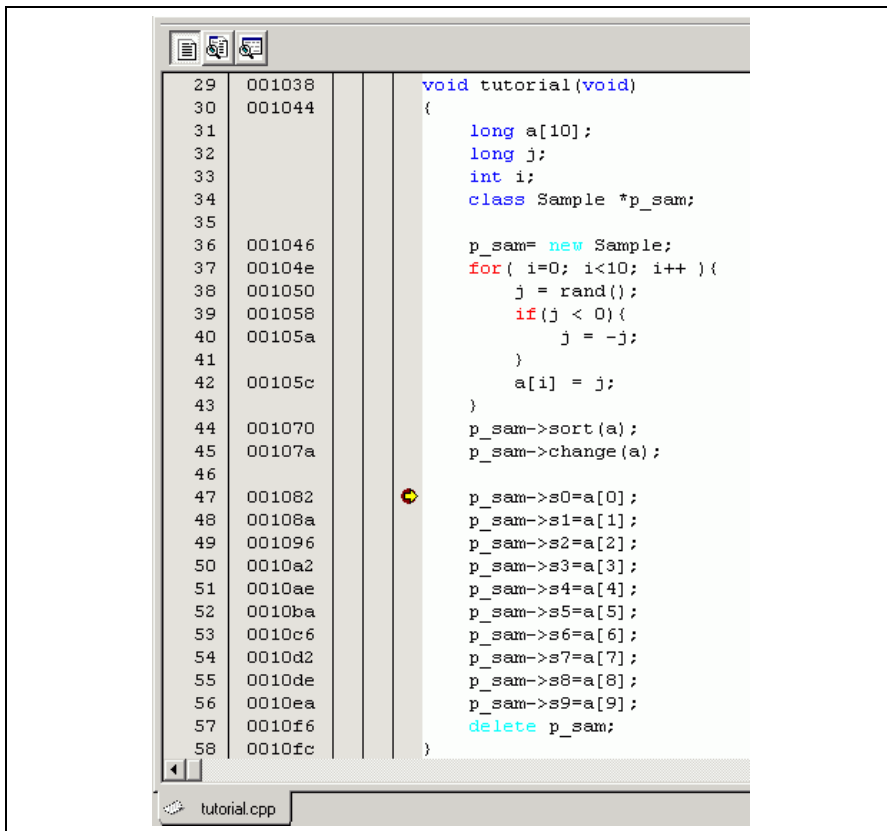 29 001038 void tutorial(void)
30 001044 {
31 long a[10];
32 long j;
33 int i;
34 class Sample *p_sam;
35
36 001046 p_sam= new Sample;
37 00104e for( i=0; i<10; i++ ){
38 001050 j = rand();
39 001058 if(j < 0){
40 00105a j = -j;
41 }
42 00105c a[i] = j;
43 }
44 001070 p_sam->sort(a);
45 00107a p_sam->change(a);
46
47 001082 p_sam->s0=a[0];
48 00108a p_sam->s1=a[1];
49 001096 p_sam->s2=a[2];
50 0010a2 p_sam->s3=a[3];
51 0010ae p_sam->s4=a[4];
52 0010ba p_sam->s5=a[5];
53 0010c6 p_sam->s6=a[6];
54 0010d2 p_sam->s7=a[7];
55 0010de p_sam->s8=a[8];
56 0010ea p_sam->s9=a[9];
57 0010f6 delete p_sam;
58 0010fc }
tutorial.cpp